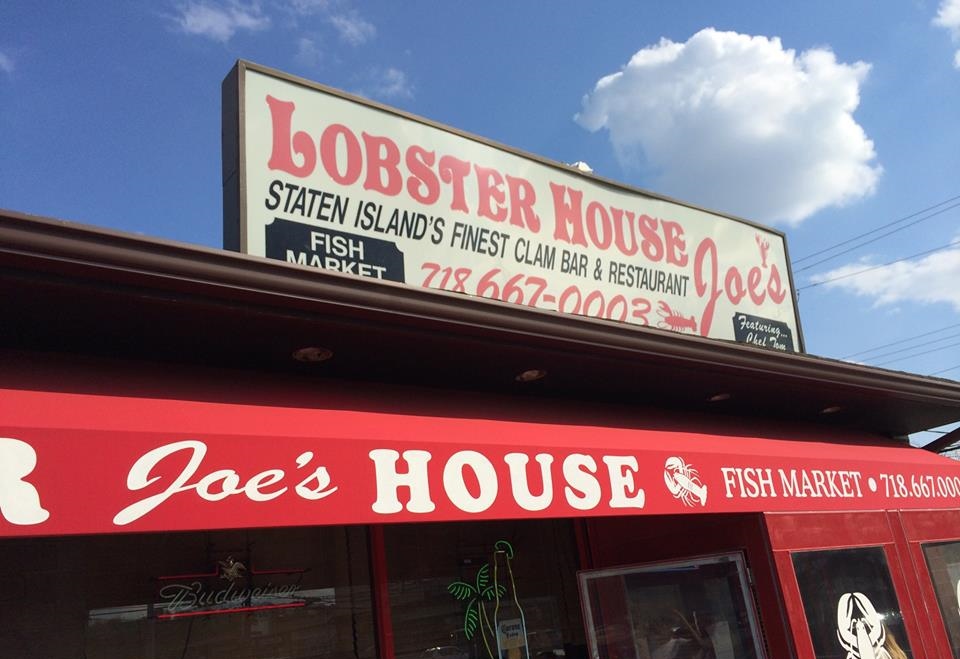 LOBSTER HOUSE
Joe's
STATEN ISLAND'S FINEST CLAM BAR & RESTAURANT
FISH
MARKET
718-667-0003
Featuring...
Chef Tom
R Joe's HOUSE FISH MARKET • 718.667.000
Budweiser
Corona
Extra